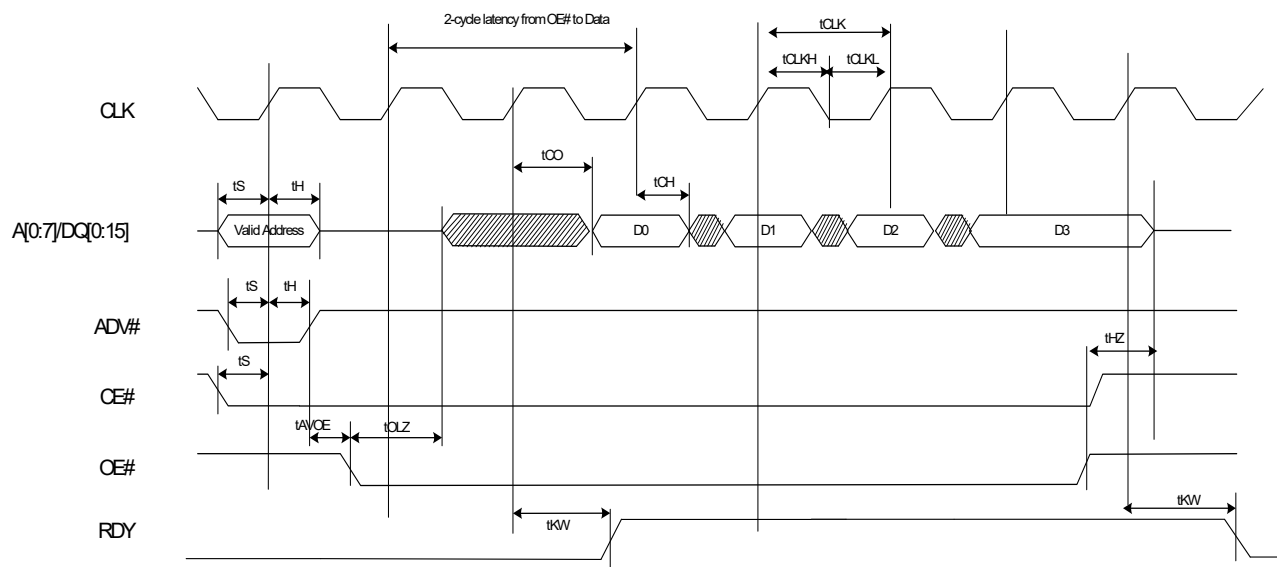 2-cycle latency from OE# to Data
tCLK
tCLKH
tCLKL
CLK
tCO
tS
tH
tCH
A[0:7]/DQ[0:15]
Valid Address
D0
D1
D2
D3
tS
tH
ADV#
tHZ
tS
CE#
tAVOE
tOLZ
OE#
tKW
tKW
RDY